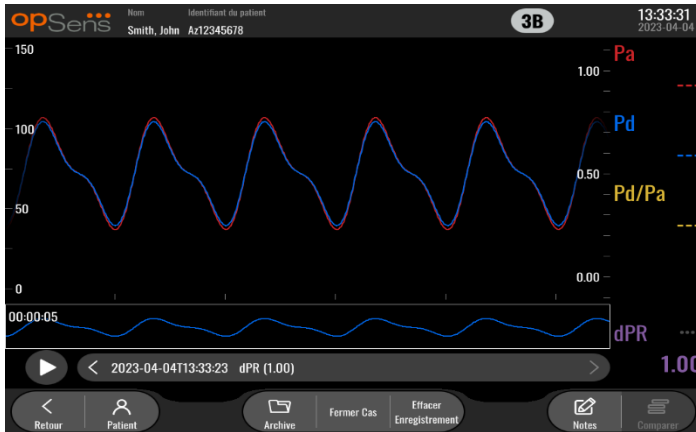 opSens
Nom Identifiant du patient
Smith, John Az12345678
3B
13:33:31
2023-04-04
150
100
50
0
1.00
0.50
0.00
Pa
---
Pd
---
Pd/Pa
---
00:00:05
dPR
1.00
2023-04-04T13:33:23 dPR (1.00)
Retour
Patient
Archive
Fermer Cas
Effacer
Enregistrement
Notes
Comparer